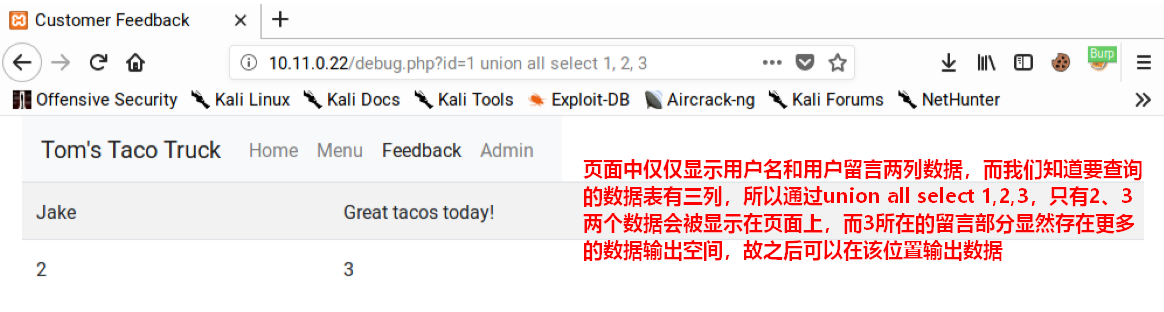 Customer Feedback
10.11.0.22/debug.php?id=1 union all select 1, 2, 3
Burp
Offensive Security Kali Linux Kali Docs Kali Tools Exploit-DB Aircrack-ng Kali Forums NetHunter
Tom's Taco Truck Home Menu Feedback Admin
Jake Great tacos today!
2 3
页面中仅仅显示用户名和用户留言两列数据，而我们知道要查询
的数据表有三列，所以通过union all select 1,2,3，只有2、3
两个数据会被显示在页面上，而3所在的留言部分显然存在更多
的数据输出空间，故之后可以在该位置输出数据